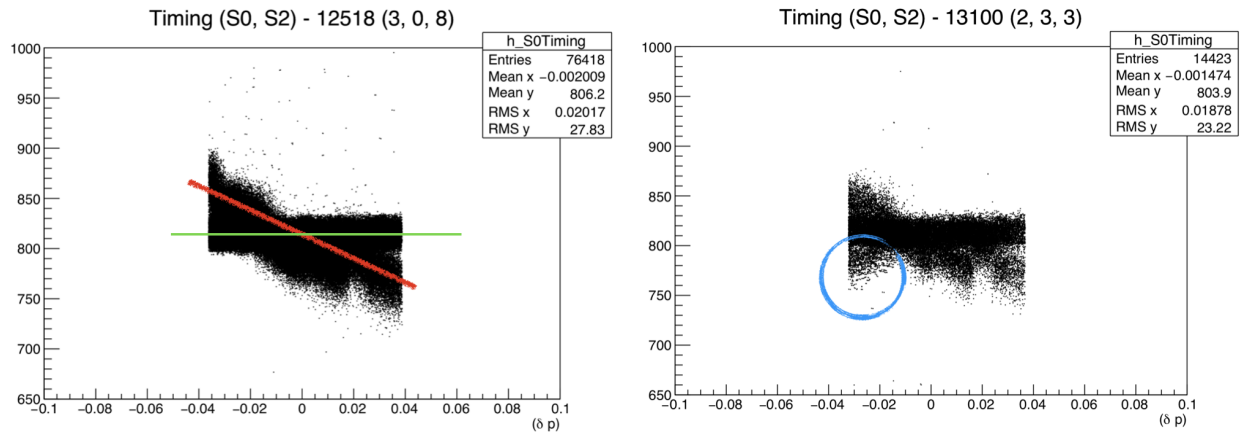 Timing (S0, S2) - 12518 (3, 0, 8)
h_S0Timing
Entries 76418
Mean x −0.002009
Mean y 806.2
RMS x 0.02017
RMS y 27.83
1000
950
900
850
800
750
700
650
−0.1 −0.08 −0.06 −0.04 −0.02 0 0.02 0.04 0.06 0.08 0.1
(δ p)
Timing (S0, S2) - 13100 (2, 3, 3)
h_S0Timing
Entries 14423
Mean x −0.001474
Mean y 803.9
RMS x 0.01878
RMS y 23.22
1000
950
900
850
800
750
700
650
−0.1 −0.08 −0.06 −0.04 −0.02 0 0.02 0.04 0.06 0.08 0.1
(δ p)